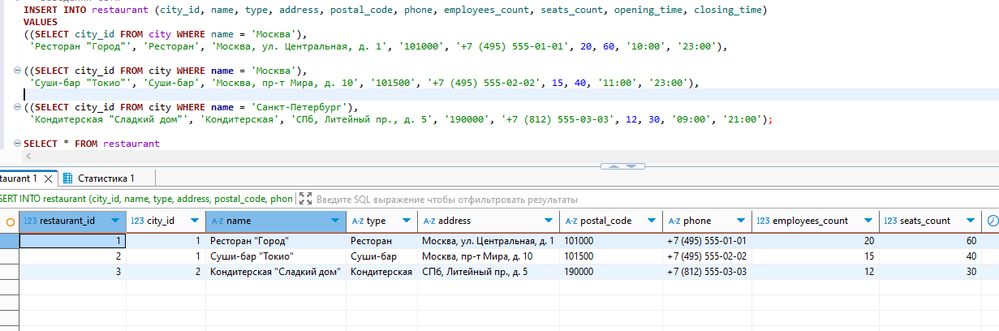 INSERT INTO restaurant (city_id, name, type, address, postal_code, phone, employees_count, seats_count, opening_time, closing_time)
VALUES
((SELECT city_id FROM city WHERE name = 'Москва'),
'Ресторан "Город"', 'Ресторан', 'Москва, ул. Центральная, д. 1', '101000', '+7 (495) 555-01-01', 20, 60, '10:00', '23:00'),
((SELECT city_id FROM city WHERE name = 'Москва'),
'Суши-бар "Токио"', 'Суши-бар', 'Москва, пр-т Мира, д. 10', '101500', '+7 (495) 555-02-02', 15, 40, '11:00', '23:00'),
((SELECT city_id FROM city WHERE name = 'Санкт-Петербург'),
'Кондитерская "Сладкий дом"', 'Кондитерская', 'СПб, Литейный пр., д. 5', '190000', '+7 (812) 555-03-03', 12, 30, '09:00', '21:00');
SELECT * FROM restaurant
taurant 1 Статистика 1
SERT INTO restaurant (city_id, name, type, address, postal_code, phon Введите SQL выражение чтобы отфильтровать результаты
123 restaurant_id 123 city_id A-Z name A-Z type A-Z address A-Z postal_code A-Z phone 123 employees_count 123 seats_count
1 1 Ресторан "Город" Ресторан Москва, ул. Центральная, д. 1 101000 +7 (495) 555-01-01 20 60
2 1 Суши-бар "Токио" Суши-бар Москва, пр-т Мира, д. 10 101500 +7 (495) 555-02-02 15 40
3 2 Кондитерская "Сладкий дом" Кондитерская СПб, Литейный пр., д. 5 190000 +7 (812) 555-03-03 12 30